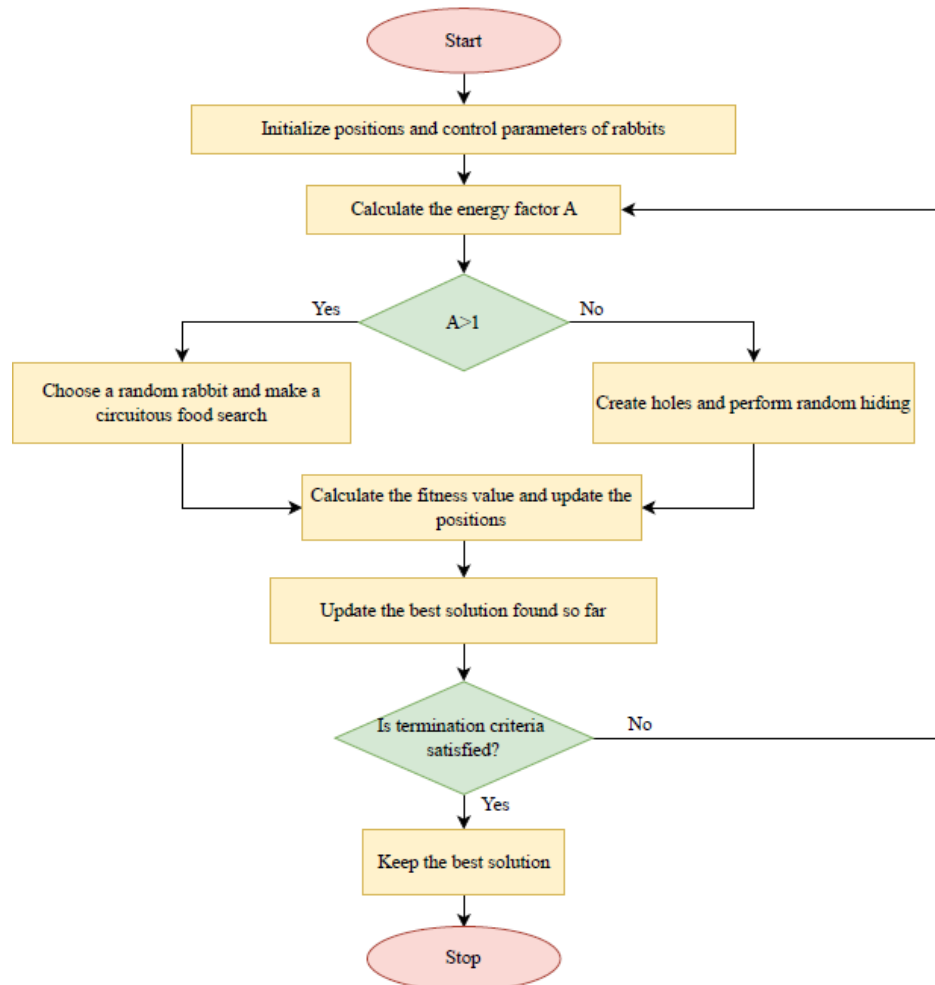 Start
Initialize positions and control parameters of rabbits
Calculate the energy factor A
Yes
A>1
No
Choose a random rabbit and make a
circuitous food search
Create holes and perform random hiding
Calculate the fitness value and update the
positions
Update the best solution found so far
Is termination criteria
satisfied?
No
Yes
Keep the best solution
Stop